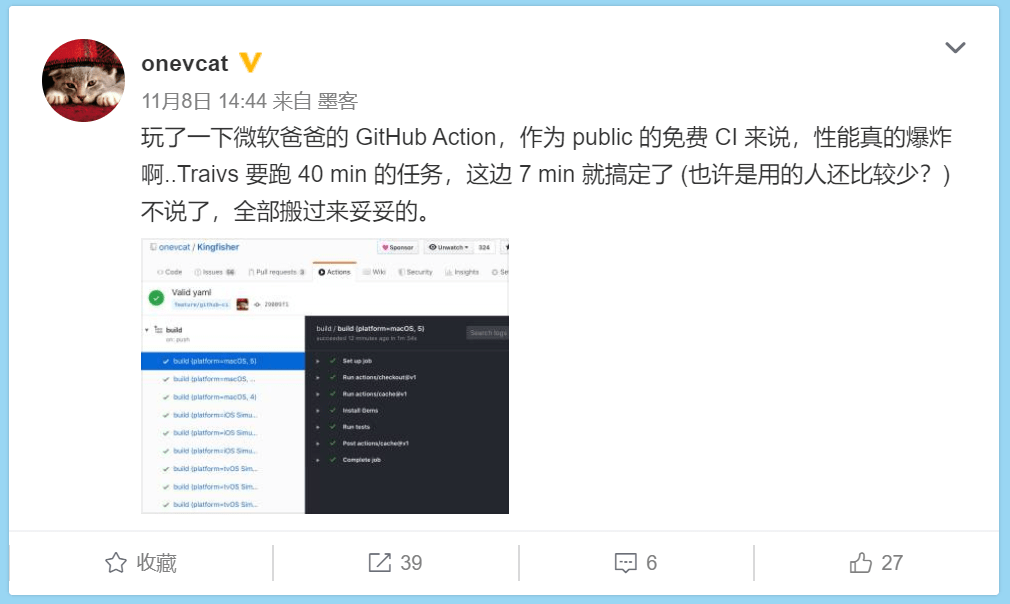 onevcat
11月8日 14:44 来自 墨客
玩了一下微软爸爸的 GitHub Action，作为 public 的免费 CI 来说，性能真的爆炸
啊..Traivs 要跑 40 min 的任务，这边 7 min 就搞定了 (也许是用的人还比较少？)
不说了，全部搬过来妥妥的。
onevcat / Kingfisher
Sponsor
Unwatch
324
Code
Issues
Pull requests
Actions
Wiki
Security
Insights
Valid yaml
feature/github-ci
build
on: push
build (platform=macOS, 5)
build (platform=macOS, ...
build (platform=macOS, 4)
build (platform=iOS Simu...
build (platform=iOS Simu...
build (platform=iOS Simu...
build (platform=tvOS Sim...
build (platform=tvOS Sim...
build (platform=tvOS Sim...
build / build (platform=macOS, 5)
succeeded 12 minutes ago in 1m 34s
Search logs
Set up job
Run actions/checkout@v1
Run actions/cache@v1
Install Gems
Run tests
Post actions/cache@v1
Complete job
收藏
39
6
27